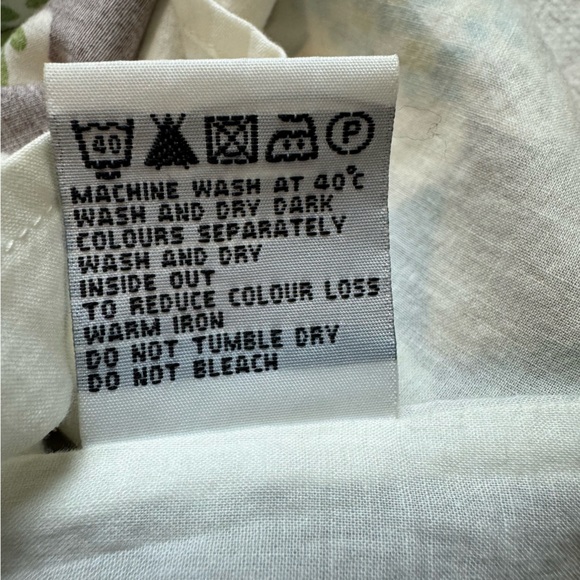 40 P
MACHINE WASH AT 40°C
WASH AND DRY DARK
COLOURS SEPARATELY
WASH AND DRY
INSIDE OUT
TO REDUCE COLOUR LOSS
WARM IRON
DO NOT TUMBLE DRY
DO NOT BLEACH